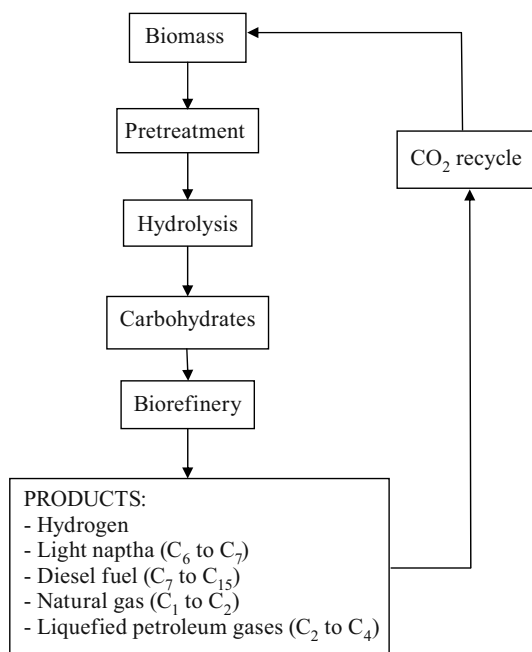 Biomass
Pretreatment
CO₂ recycle
Hydrolysis
Carbohydrates
Biorefinery
PRODUCTS:
- Hydrogen
- Light naptha (C₆ to C₇)
- Diesel fuel (C₇ to C₁₅)
- Natural gas (C₁ to C₂)
- Liquefied petroleum gases (C₂ to C₄)